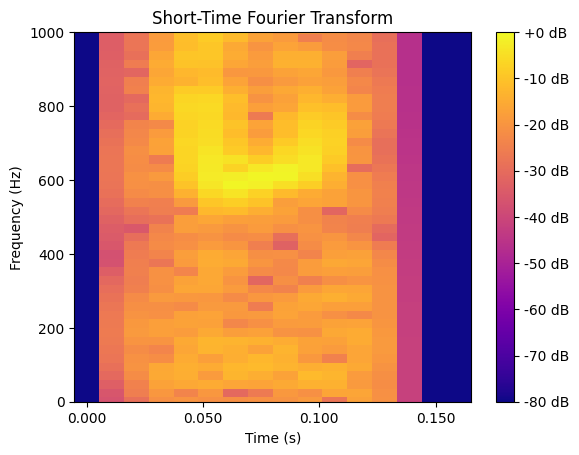 Short-Time Fourier Transform
1000
800
600
400
200
0
Frequency (Hz)
0.000
0.050
0.100
0.150
Time (s)
+0 dB
-10 dB
-20 dB
-30 dB
-40 dB
-50 dB
-60 dB
-70 dB
-80 dB